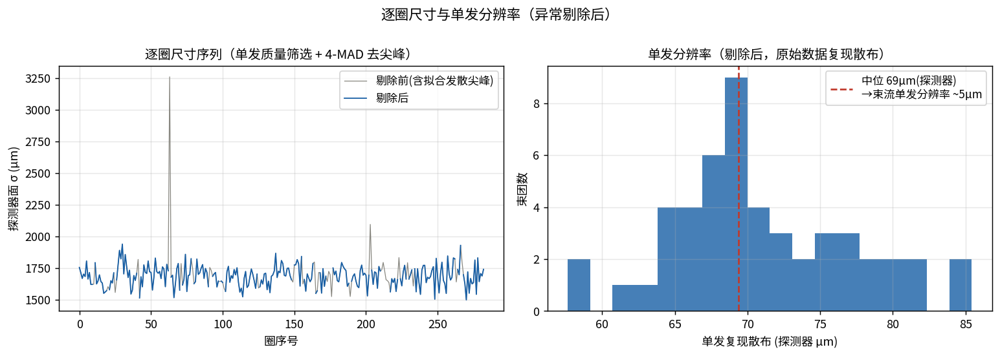 逐圈尺寸与单发分辨率（异常剔除后）
逐圈尺寸序列（单发质量筛选 + 4-MAD 去尖峰）
探测器面 σ (μm)
3250
3000
2750
2500
2250
2000
1750
1500
剔除前(含拟合发散尖峰)
剔除后
0
50
100
150
200
250
圈序号
单发分辨率（剔除后，原始数据复现散布）
束团数
8
6
4
2
0
中位 69μm(探测器)
→束流单发分辨率 ~5μm
60
65
70
75
80
85
单发复现散布 (探测器 μm)